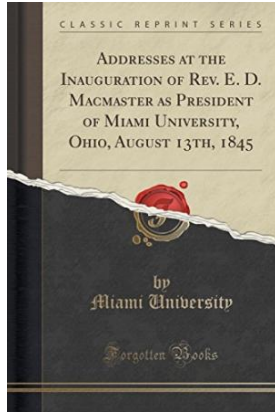 CLASSIC REPRINT SERIES
ADDRESSES AT THE
INAUGURATION OF REV. E. D.
MACMASTER AS PRESIDENT
OF MIAMI UNIVERSITY,
OHIO, AUGUST 13TH, 1845
by
Miami University
Forgotten Books